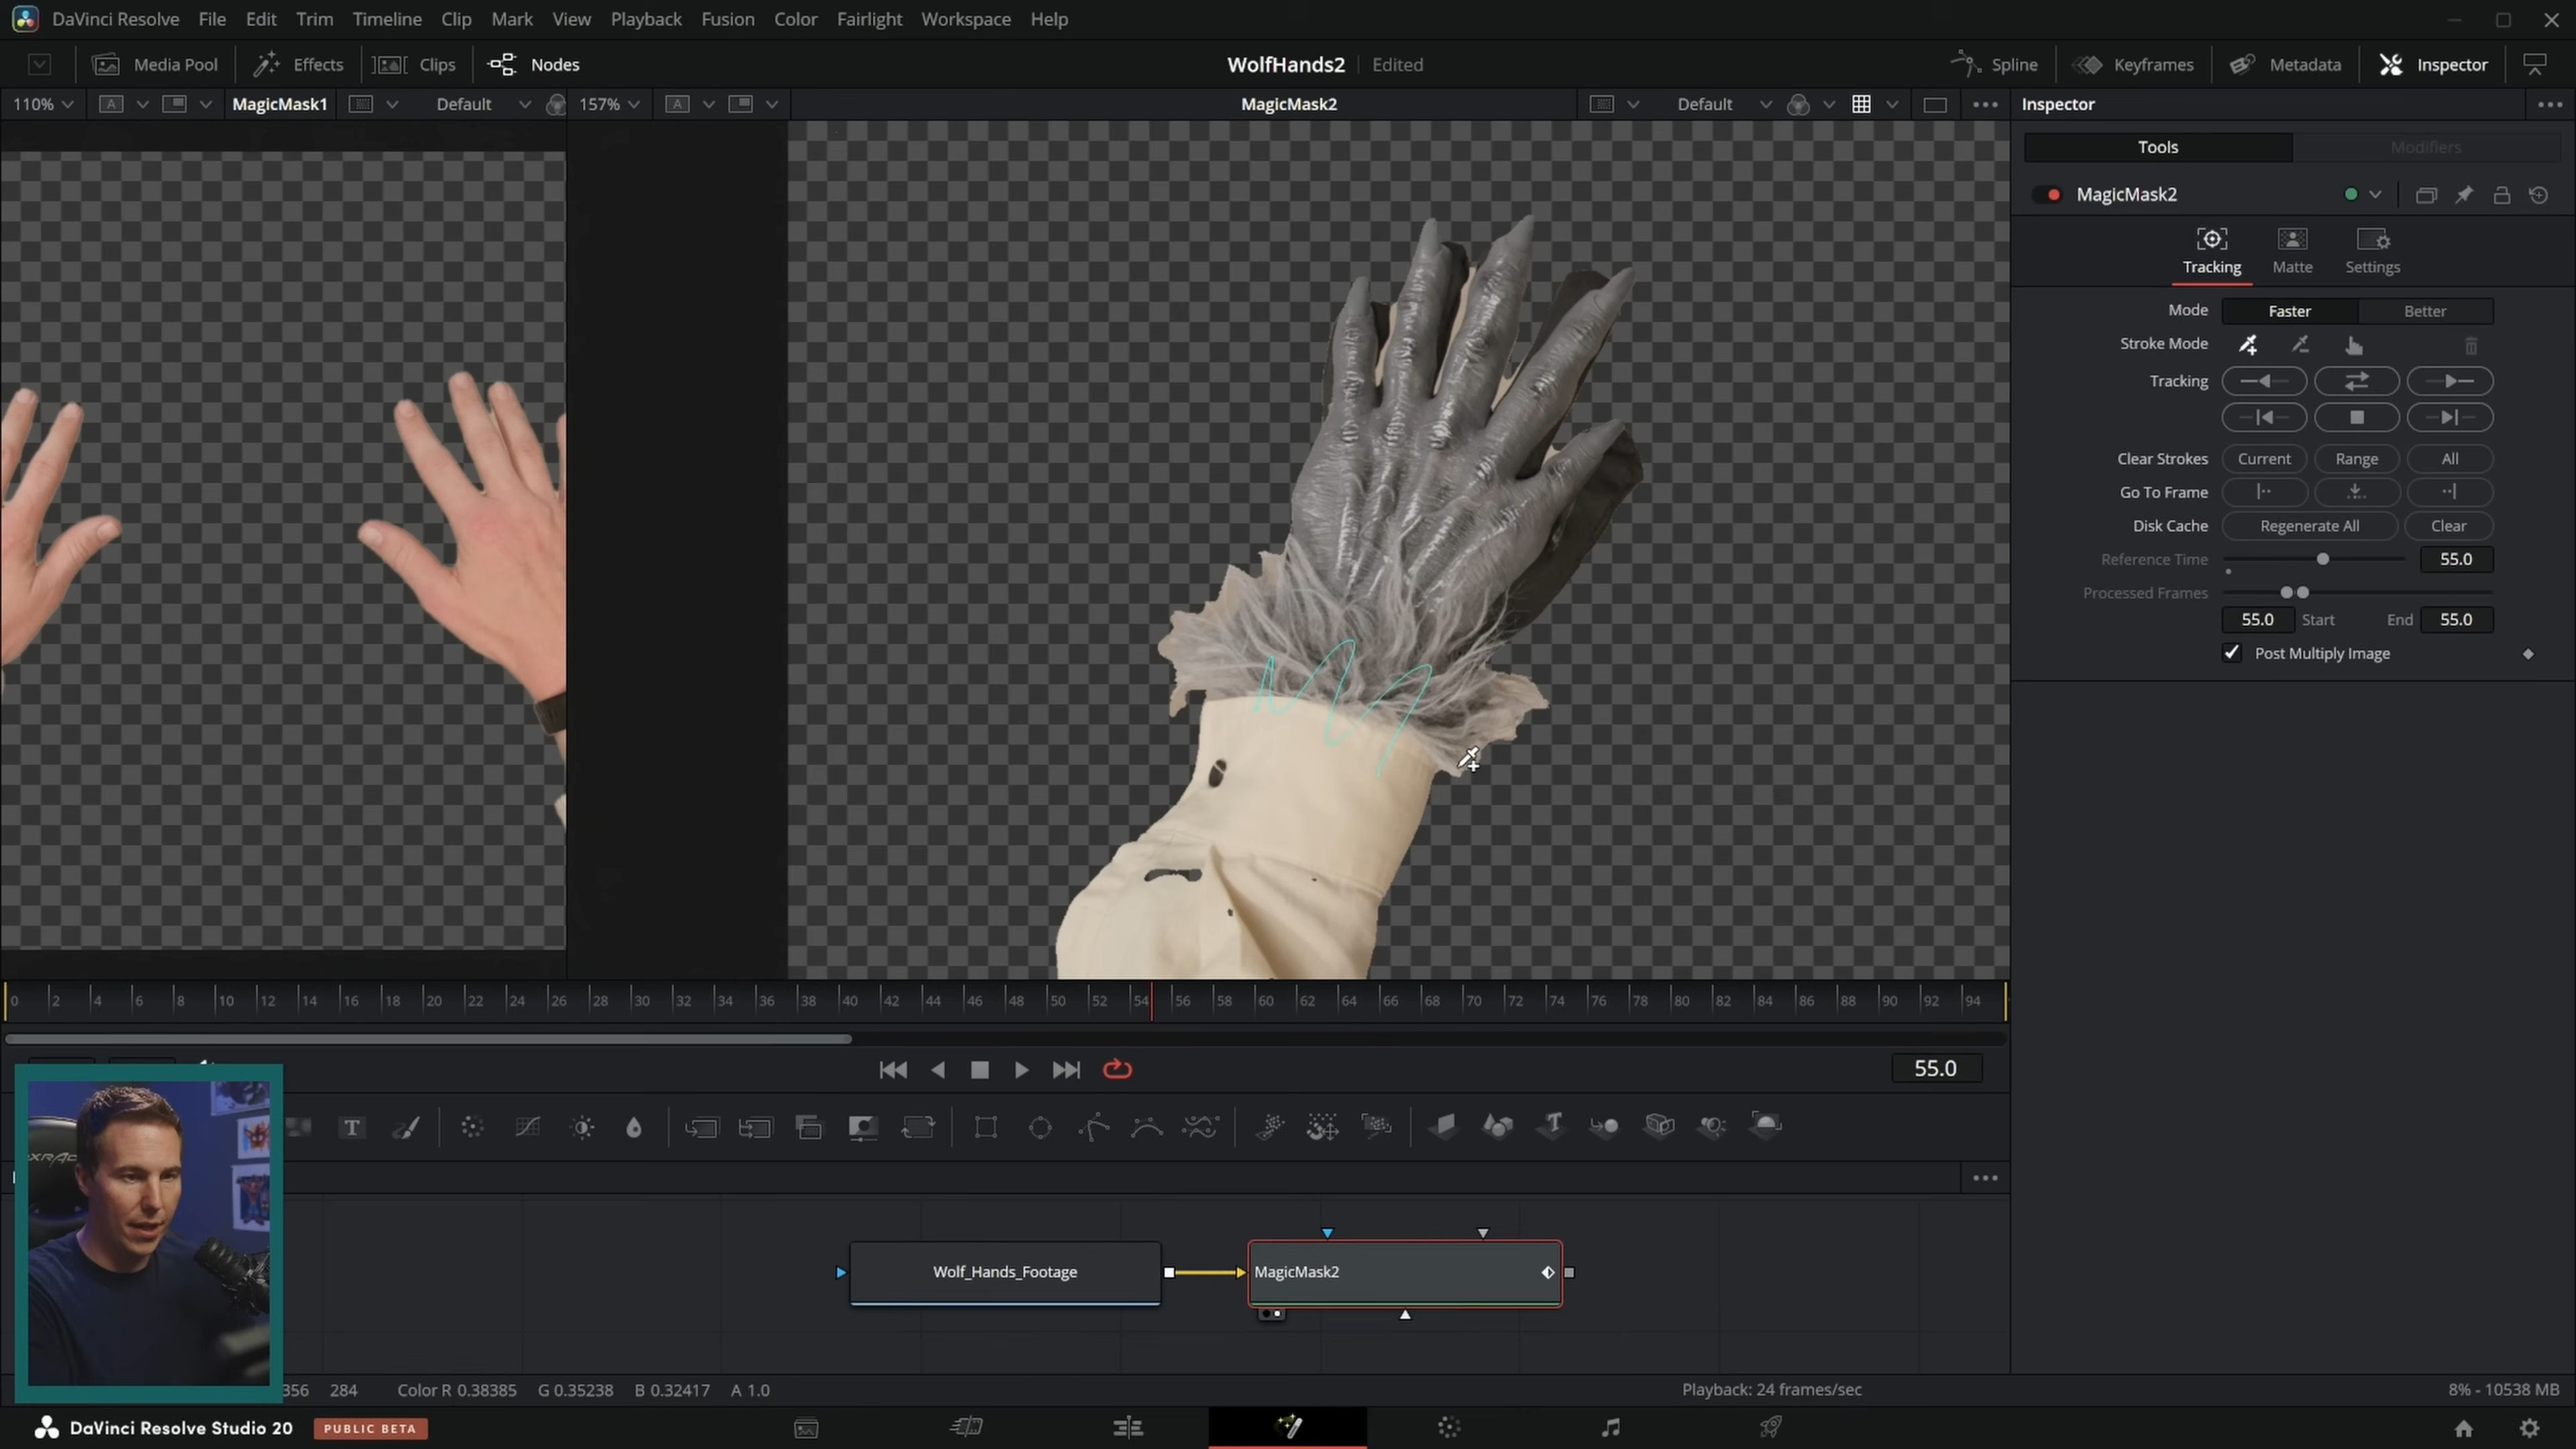 DaVinci Resolve File Edit Trim Timeline Clip Mark View Playback Fusion Color Fairlight Workspace Help
Media Pool Effects Clips Nodes WolfHands2 Edited Spline Keyframes Metadata Inspector
110% A MagicMask1 Default 157% A MagicMask2 Default Inspector
Tools Modifiers
MagicMask2
Tracking Matte Settings
Mode Faster Better
Stroke Mode
Tracking
Clear Strokes Current Range All
Go To Frame
Disk Cache Regenerate All Clear
Reference Time 55.0
Processed Frames
55.0 Start End 55.0
Post Multiply Image
0 2 4 6 8 10 12 14 16 18 20 22 24 26 28 30 32 34 36 38 40 42 44 46 48 50 52 54 56 58 60 62 64 66 68 70 72 74 76 78 80 82 84 86 88 90 92 94
55.0
T T
Wolf_Hands_Footage MagicMask2
356 284 Color R 0.38385 G 0.35238 B 0.32417 A 1.0 Playback: 24 frames/sec 8% - 10538 MB
DaVinci Resolve Studio 20 PUBLIC BETA